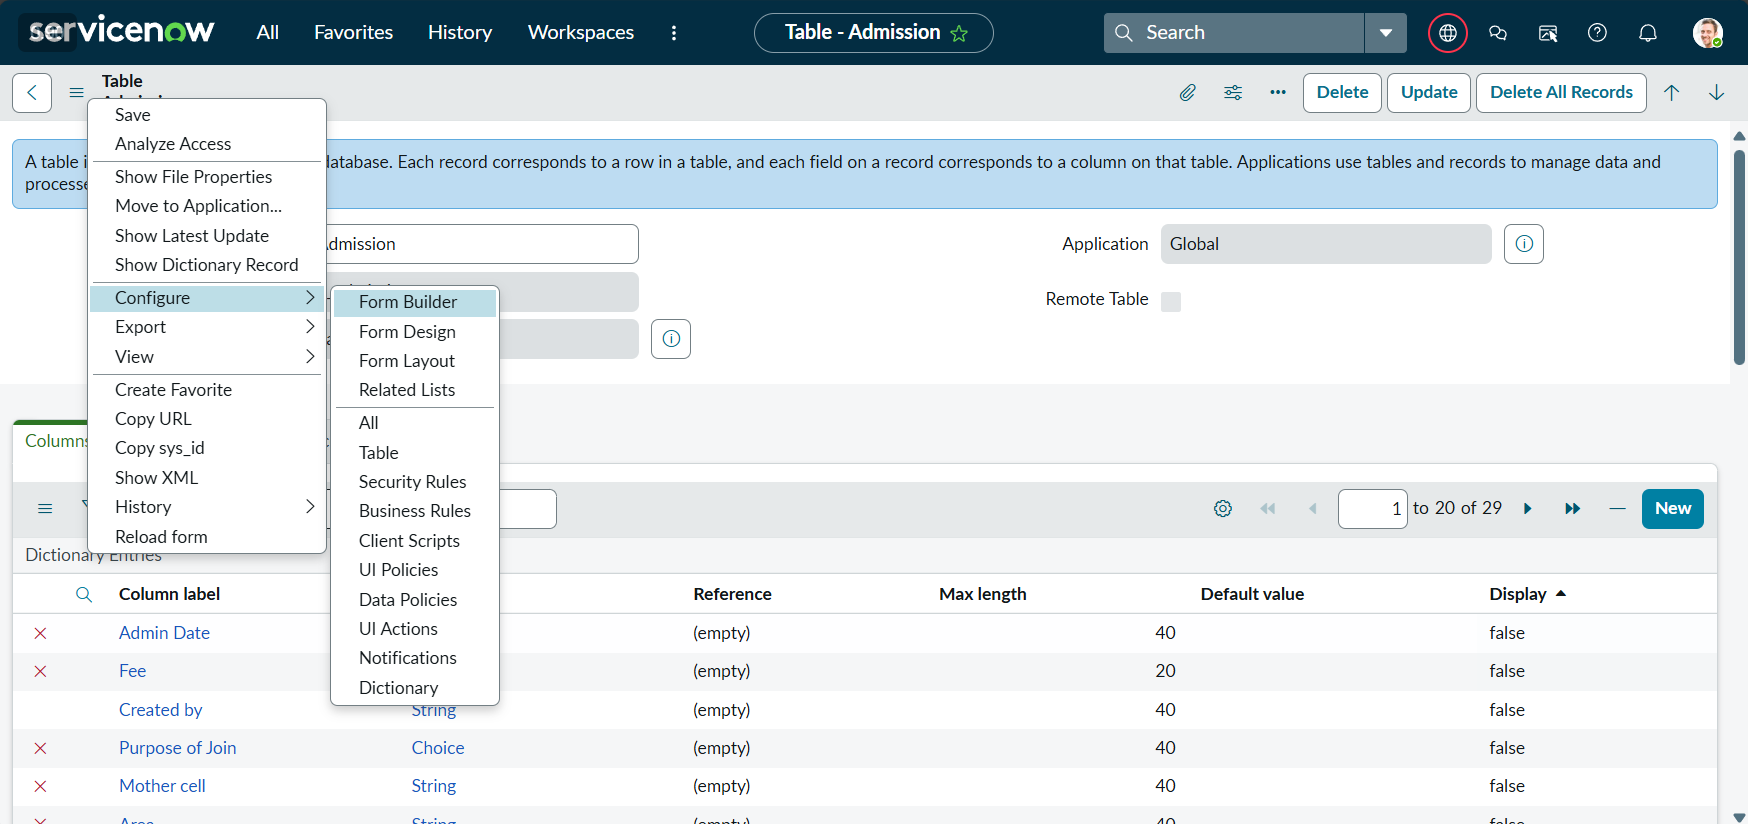 servicenow
All
Favorites
History
Workspaces
Table - Admission
Search
Table
Delete
Update
Delete All Records
Save
Analyze Access
Show File Properties
Move to Application...
Show Latest Update
Show Dictionary Record
Configure
Export
View
Create Favorite
Copy URL
Copy sys_id
Show XML
History
Reload form
A table i
atabase. Each record corresponds to a row in a table, and each field on a record corresponds to a column on that table. Applications use tables and records to manage data and
processe
dmission
Application
Global
Remote Table
Form Builder
Form Design
Form Layout
Related Lists
All
Table
Security Rules
Business Rules
Client Scripts
UI Policies
Data Policies
UI Actions
Notifications
Dictionary
Columns
1 to 20 of 29
New
Dictionary Entries
Column label Reference Max length Default value Display
Admin Date (empty) 40 false
Fee (empty) 20 false
Created by String (empty) 40 false
Purpose of Join Choice (empty) 40 false
Mother cell String (empty) 40 false
Area String (empty) 40 false